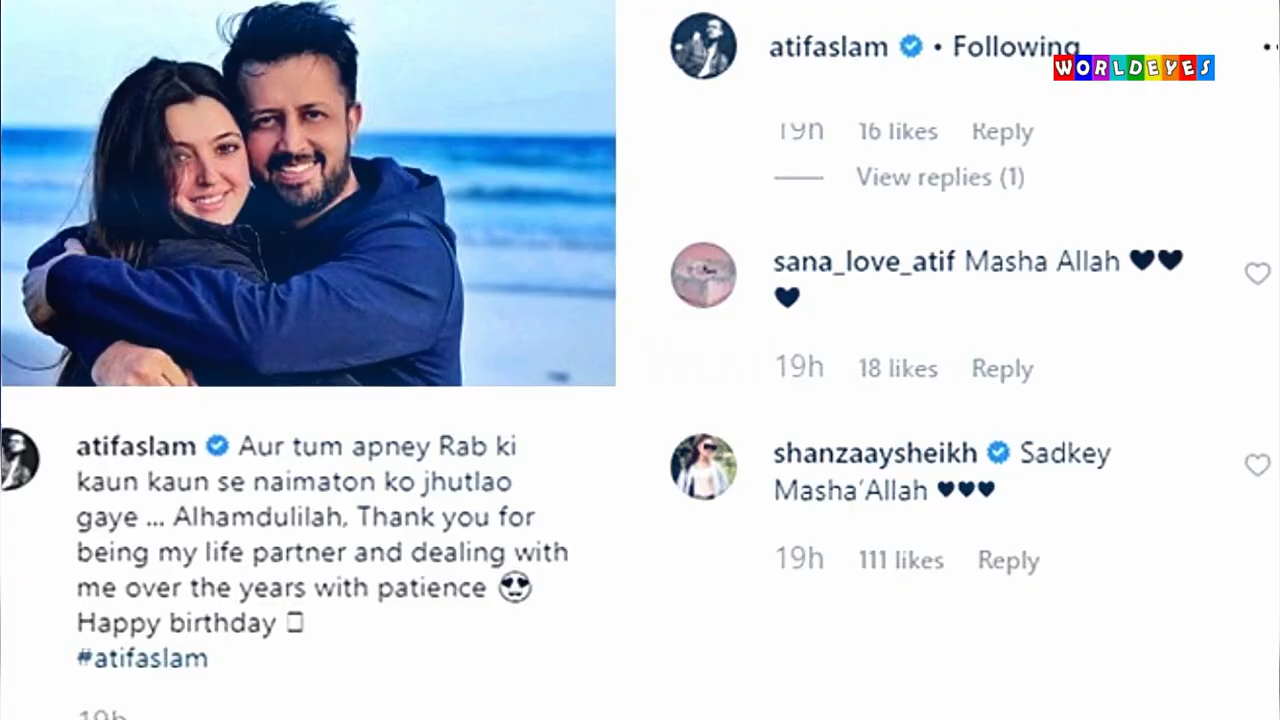 atifaslam • Following
WORLDEYES
19h 16 likes Reply
View replies (1)
sana_love_atif Masha Allah 🖤🖤
🖤
19h 18 likes Reply
shanzaaysheikh Sadkey
Masha'Allah ♥♥♥
19h 111 likes Reply
atifaslam Aur tum apney Rab ki
kaun kaun se naimaton ko jhutlao
gaye ... Alhamdulilah, Thank you for
being my life partner and dealing with
me over the years with patience 😍
Happy birthday
#atifaslam
19h